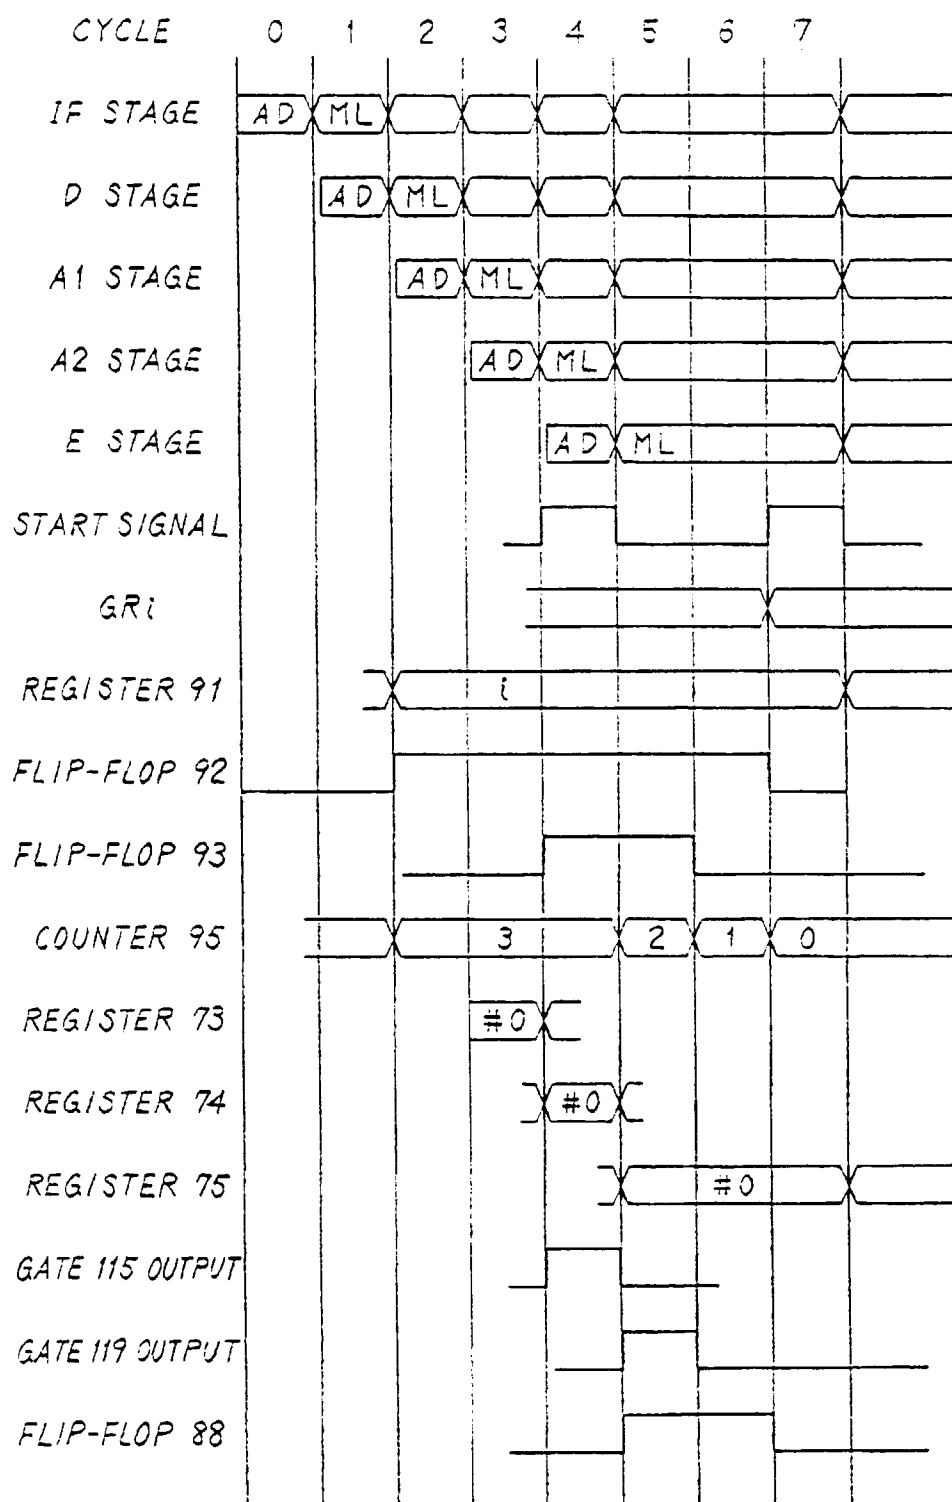 CYCLE 0 1 2 3 4 5 6 7
IF STAGE AD ML
D STAGE AD ML
A1 STAGE AD ML
A2 STAGE AD ML
E STAGE AD ML
START SIGNAL
GRi
REGISTER 91 i
FLIP-FLOP 92
FLIP-FLOP 93
COUNTER 95 3 2 1 0
REGISTER 73 #0
REGISTER 74 #0
REGISTER 75 #0
GATE 115 OUTPUT
GATE 119 OUTPUT
FLIP-FLOP 88